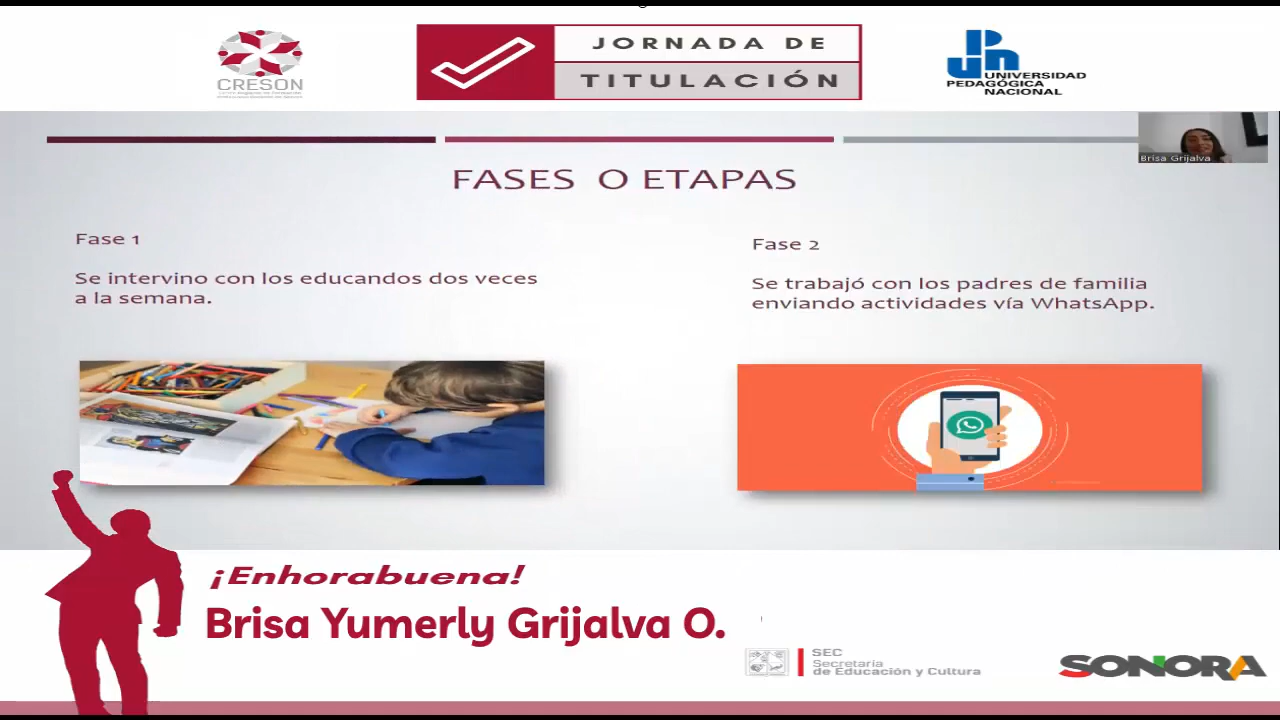 CRESON
JORNADA DE
TITULACIÓN
UNIVERSIDAD
PEDAGÓGICA
NACIONAL
Brisa Grijalva
FASES O ETAPAS
Fase 1
Se intervino con los educandos dos veces
a la semana.
Fase 2
Se trabajó con los padres de familia
enviando actividades vía WhatsApp.
¡Enhorabuena!
Brisa Yumerly Grijalva O.
SEC
Secretaría
de Educación y Cultura
SONORA